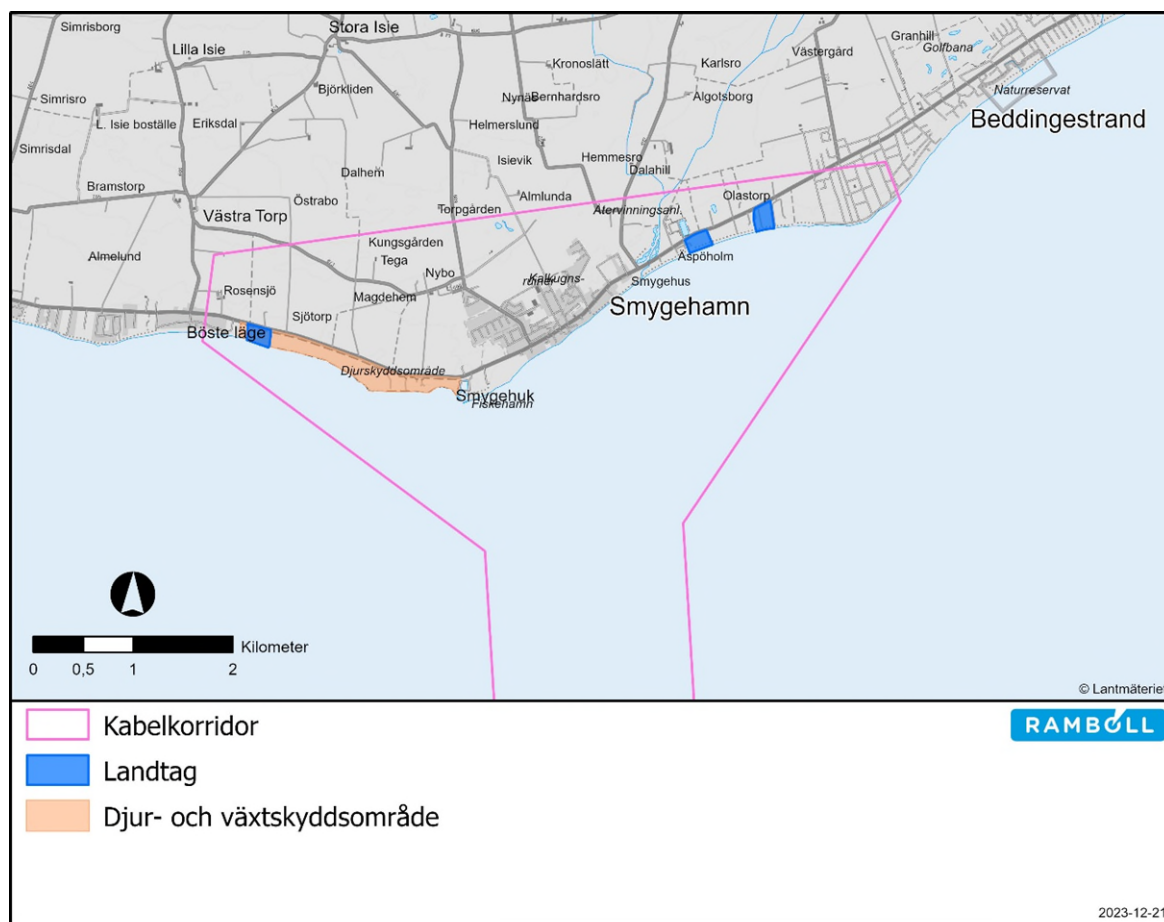 Simrisborg
Stora Isie
Lilla Isie
Granhill
Golfbana
Västergård
Kronoslätt
Karlsro
Björkliden
Simrisro
Nynäs
Bernhardsro
Algotsborg
Naturreservat
L. Isie boställe
Eriksdal
Helmerslund
Beddingestrand
Simrisdal
Isievik
Hemmesro
Dalhem
Dalahill
Bramstorp
Östrabo
Almlunda
Olastorp
Västra Torp
Torpgården
Återvinningsanl.
Kungsgården
Almelund
Tega
Nybo
Aspöholm
Kalkugns-
ruiner
Smygehus
Rosensjö
Magdehem
Smygehamn
Sjötorp
Böste läge
Djurskyddsområde
Smygehuk
Fiskehamn
Kilometer
0 0,5 1 2
© Lantmäteriet
Kabelkorridor
RAMBOLL
Landtag
Djur- och växtskyddsområde
2023-12-21